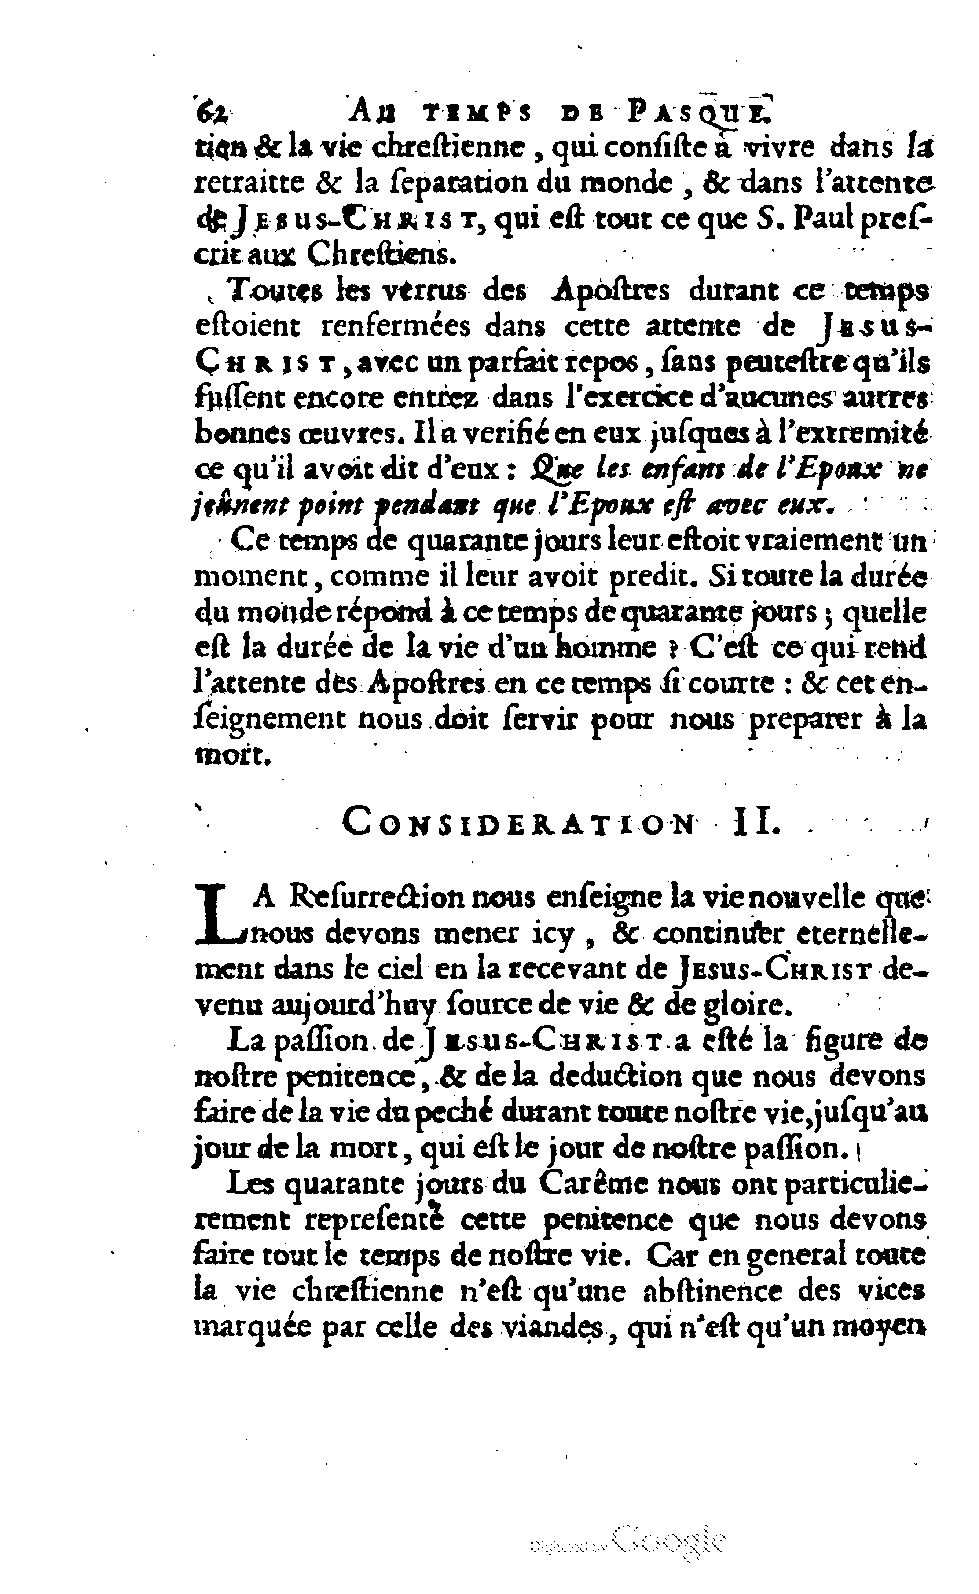 62 AU TEMPS DE PASQUE
tion & la vie chreſtienne, qui conſiſte à vivre dans la
retraitte & la ſeparation du monde, & dans l'attente
de JESUS-CHRIST, qui eſt tout ce que S. Paul preſ-
crit aux Chreſtiens.
Toutes les vertus des Apoſtres durant ce temps
eſtoient renfermées dans cette attente de JESUS-
CHRIST, avec un parfait repos, ſans peuteſtre qu'ils
fuſſent encore entrez dans l'exercice d'aucunes autres
bonnes œuvres. Il a verifié en eux juſques à l'extremité
ce qu'il avoit dit d'eux : Que les enfans de l'Epoux ne
jeûnent point pendant que l'Epoux eſt avec eux.
Ce temps de quarante jours leur eſtoit vraiement un
moment, comme il leur avoit predit. Si toute la durée
du monde répond à ce temps de quarante jours ; quelle
eſt la durée de la vie d'un homme ? C'eſt ce qui rend
l'attente des Apoſtres en ce temps ſi courte : & cet en-
ſeignement nous doit ſervir pour nous preparer à la
mort.
CONSIDERATION II.
LA Reſurrection nous enſeigne la vie nouvelle que
nous devons mener icy, & continuer eternelle-
ment dans le ciel en la recevant de JESUS-CHRIST de-
venu aujourd'huy ſource de vie & de gloire.
La paſſion de JESUS-CHRIST a eſté la figure de
noſtre penitence, & de la deduction que nous devons
faire de la vie du peché durant toute noſtre vie, juſqu'au
jour de la mort, qui eſt le jour de noſtre paſſion.
Les quarante jours du Carême nous ont particulie-
rement repreſenté cette penitence que nous devons
faire tout le temps de noſtre vie. Car en general toute
la vie chreſtienne n'eſt qu'une abſtinence des vices
marquée par celle des viandes, qui n'eſt qu'un moyen
Google